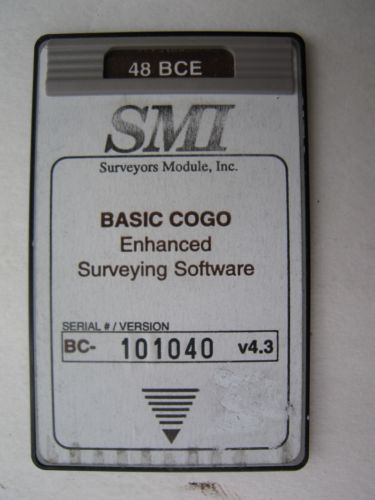 48 BCE
SMI
Surveyors Module, Inc.
BASIC COGO
Enhanced
Surveying Software
SERIAL # / VERSION
BC- 101040 v4.3